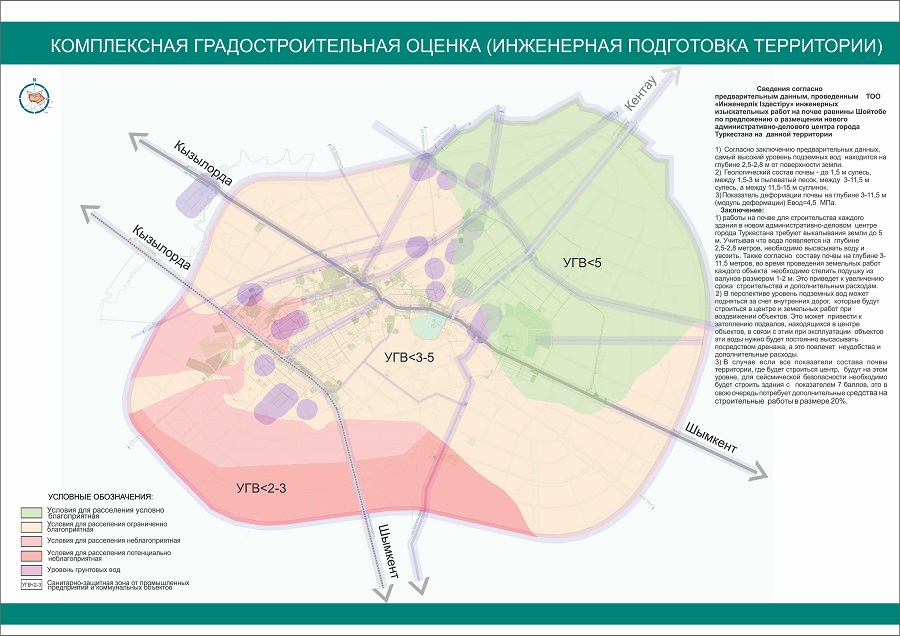 КОМПЛЕКСНАЯ ГРАДОСТРОИТЕЛЬНАЯ ОЦЕНКА (ИНЖЕНЕРНАЯ ПОДГОТОВКА ТЕРРИТОРИИ)
N
Кентау
Кызылорда
Кызылорда
УГВ<5
УГВ<3-5
УГВ<2-3
Шымкент
Шымкент
Сведения согласно
предварительным данным, проведенным ТОО
«Инженерлік Іздестіру» инженерных
изыскательных работ на почве равнины Шойтобе
по предложению о размещении нового
административно-делового центра города
Туркестана на данной территории
1) Согласно заключению предварительных данных,
самый высокий уровень подземных вод находится на
глубине 2,5-2,8 м от поверхности земли.
2) Геологический состав почвы - до 1,5 м супесь,
между 1,5-3 м пылеватый песок, между 3-11,5 м
супесь, а между 11,5-15 м суглинок.
3) Показатель деформации почвы на глубине 3-11,5 м
(модуль деформации) Евод=4,5 МПа.
Заключение:
1) работы на почве для строительства каждого
здания в новом административно-деловом центре
города Туркестана требуют выкалывания земли до 5
м. Учитывая что вода появляется на глубине
2,5-2,8 метров, необходимо высасывать воду и
увозить. Также согласно составу почвы на глубине 3-
11,5 метров, во время проведения земельных работ
каждого объекта необходимо стелить подушку из
валунов размером 1-2 м. Это приведет к увеличению
срока строительства и дополнительным расходам.
2) В перспективе уровень подземных вод может
подняться за счет внутренних дорог, которые будут
строиться в центре и земельных работ при
воздвижении объектов. Это может привести к
затоплению подвалов, находящихся в центре
объектов, в связи с этим при эксплуатации объектов
эти воды нужно будет постоянно высысывать
посредством дренажа, а это повлечет неудобства и
дополнительные расходы.
3) В случае если все показатели состава почвы
территории, где будет строиться центр, будут на этом
уровне, для сейсмической безопасности необходимо
будет строить здания с показателем 7 баллов, это в
свою очередь потребует дополнительные средства на
строительные работы в размере 20%.
УСЛОВНЫЕ ОБОЗНАЧЕНИЯ:
Условия для расселения условно
благоприятная
Условия для расселения ограниченно
благоприятная
Условия для расселения неблагоприятная
Условия для расселения потенциально
неблагоприятная
Уровень грунтовых вод
УГВ<2-3 Санитарно-защитная зона от промышленных
предприятий и коммунальных объектов